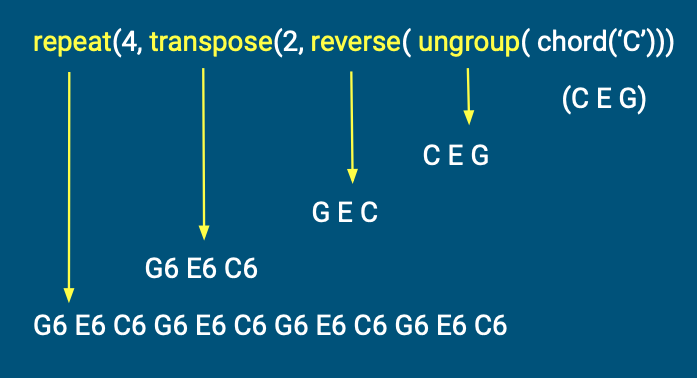 repeat(4, transpose(2, reverse( ungroup( chord(‘C’)))
(C E G)
C E G
G E C
G6 E6 C6
G6 E6 C6 G6 E6 C6 G6 E6 C6 G6 E6 C6